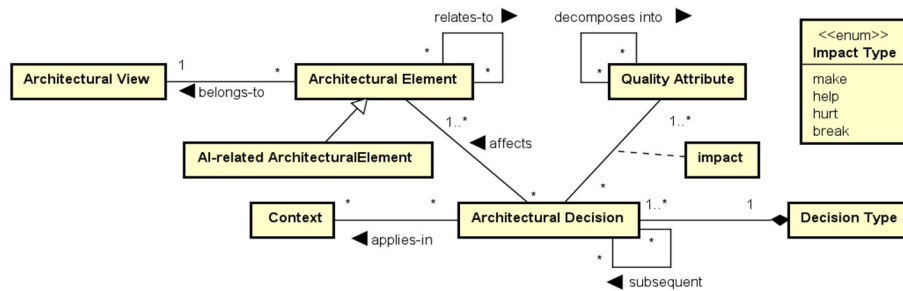 relates-to ▶
decomposes into ▶
<<enum>>
Impact Type
make
help
hurt
break
Architectural View
1
*
◀ belongs-to
Architectural Element
*
*
*
*
Quality Attribute
1..*
◀ affects
1..*
AI-related ArchitecturalElement
impact
*
*
Context
*
*
◀ applies-in
Architectural Decision
1..*
1
Decision Type
*
*
◀ subsequent